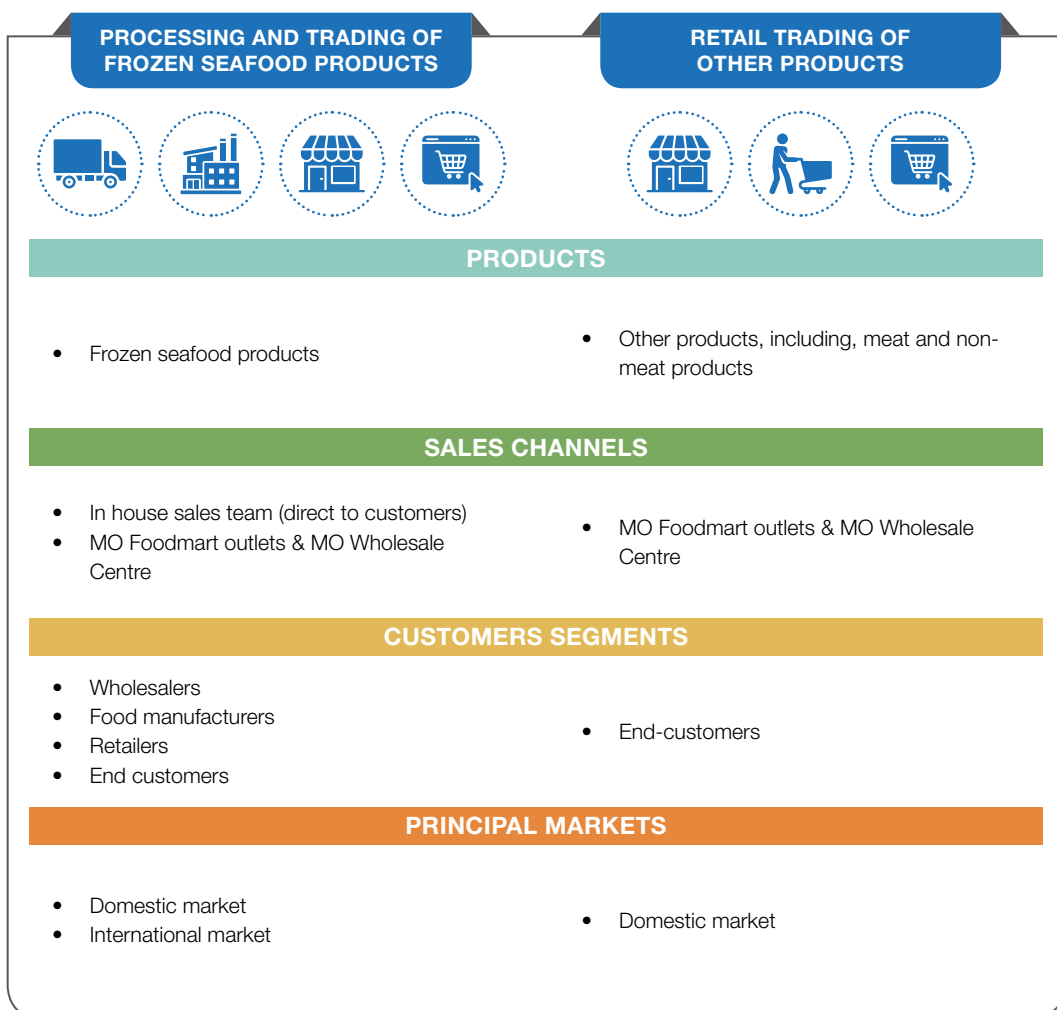 PROCESSING AND TRADING OF
FROZEN SEAFOOD PRODUCTS
RETAIL TRADING OF
OTHER PRODUCTS
PRODUCTS
• Frozen seafood products
• Other products, including, meat and non-
meat products
SALES CHANNELS
• In house sales team (direct to customers)
• MO Foodmart outlets & MO Wholesale
Centre
• MO Foodmart outlets & MO Wholesale
Centre
CUSTOMERS SEGMENTS
• Wholesalers
• Food manufacturers
• Retailers
• End customers
• End-customers
PRINCIPAL MARKETS
• Domestic market
• International market
• Domestic market